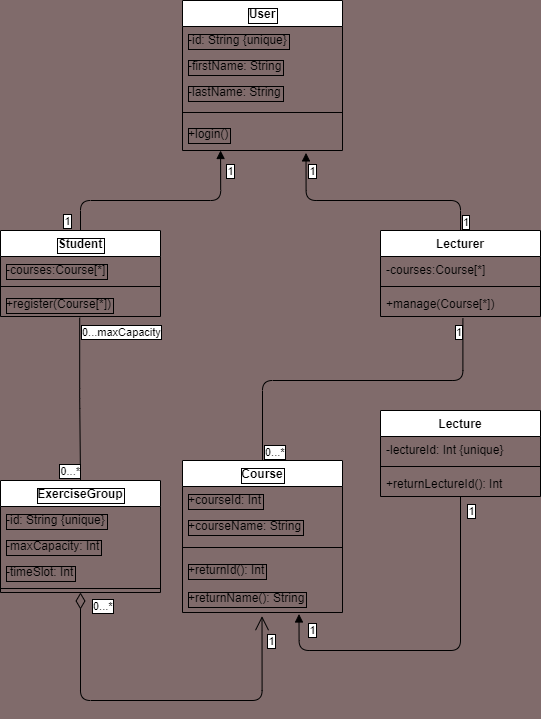 User
-id: String {unique}
-firstName: String
-lastName: String
+login()
1
1
1
1
Student
-courses:Course[*]
+register(Course[*])
Lecturer
-courses:Course[*]
+manage(Course[*])
0...maxCapacity
1
Lecture
-lectureId: Int {unique}
+returnLectureId(): Int
0...*
0...*
ExerciseGroup
-id: String {unique}
-maxCapacity: Int
-timeSlot: Int
Course
+courseId: Int
+courseName: String
+returnId(): Int
+returnName(): String
1
0...*
1
1